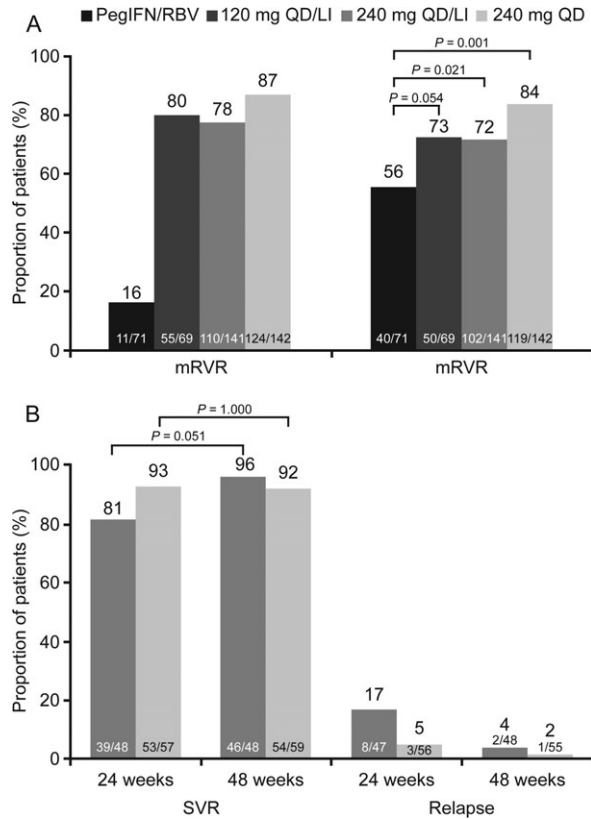 A
■ PegIFN/RBV ■ 120 mg QD/LI ■ 240 mg QD/LI ■ 240 mg QD
Proportion of patients (%)
100
80
60
40
20
0
16
80
78
87
11/71
55/69
110/141
124/142
mRVR
P = 0.001
P = 0.021
P = 0.054
56
73
72
84
40/71
50/69
102/141
119/142
mRVR
B
Proportion of patients (%)
100
80
60
40
20
0
P = 1.000
P = 0.051
81
93
96
92
39/48
53/57
46/48
54/59
17
5
4
2
8/47
3/56
2/48
1/55
24 weeks
48 weeks
24 weeks
48 weeks
SVR
Relapse